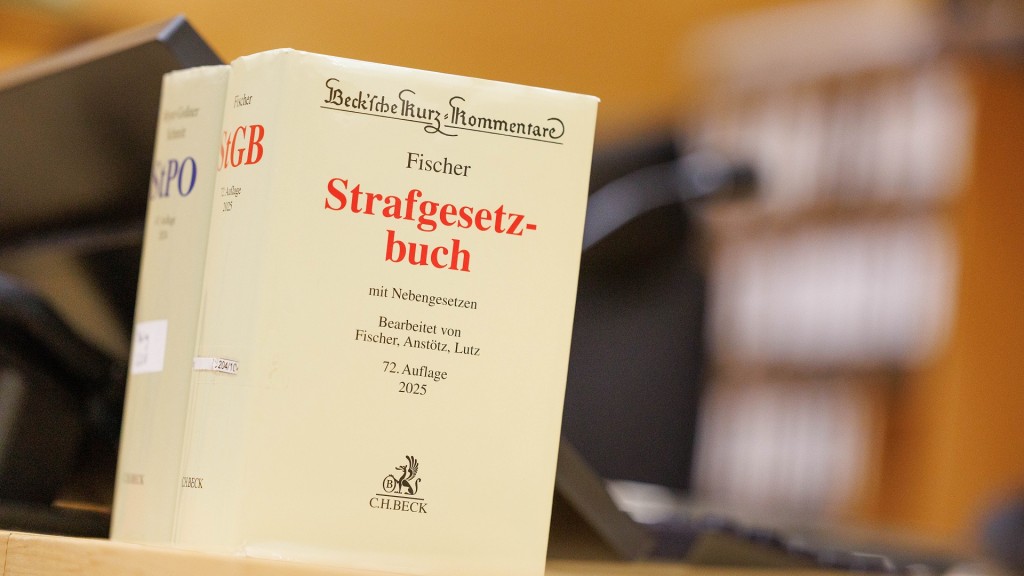 StPO
Fischer
StGB
72. Auflage
2025
C.H.BECK
Beck'sche Kurz-Kommentare
Fischer
Strafgesetz-
buch
mit Nebengesetzen
Bearbeitet von
Fischer, Anstötz, Lutz
72. Auflage
2025
B
C.H.BECK